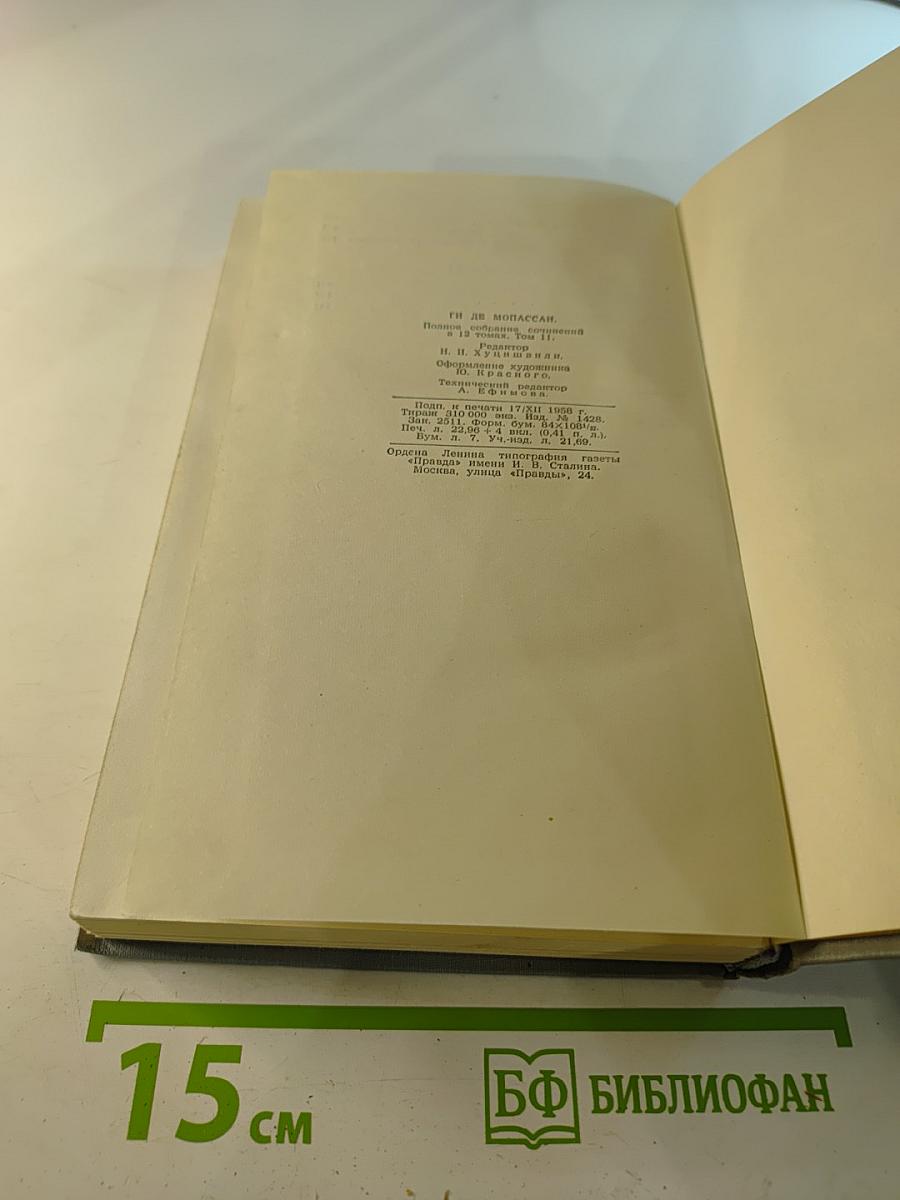 ГИ ДЕ МОПАССАН.
Полное собрание сочинений
в 12 томах. Том 11.
Редактор
Н. П. Хуцишвили.
Оформление художника
Ю. Красного.
Технический редактор
А. Ефимова.
Подп. к печати 17/XII 1958 г.
Тираж 310 000 экз. Изд. № 1428.
Зак. 2511. Форм. бум. 84×108¹/₃₂.
Печ. л. 22,96 + 4 вкл. (0,41 п. л.).
Бум. л. 7. Уч.-изд. л. 21,69.
Ордена Ленина типография газеты
«Правда» имени И. В. Сталина.
Москва, улица «Правды», 24.
15 см
БФ БИБЛИОФАН